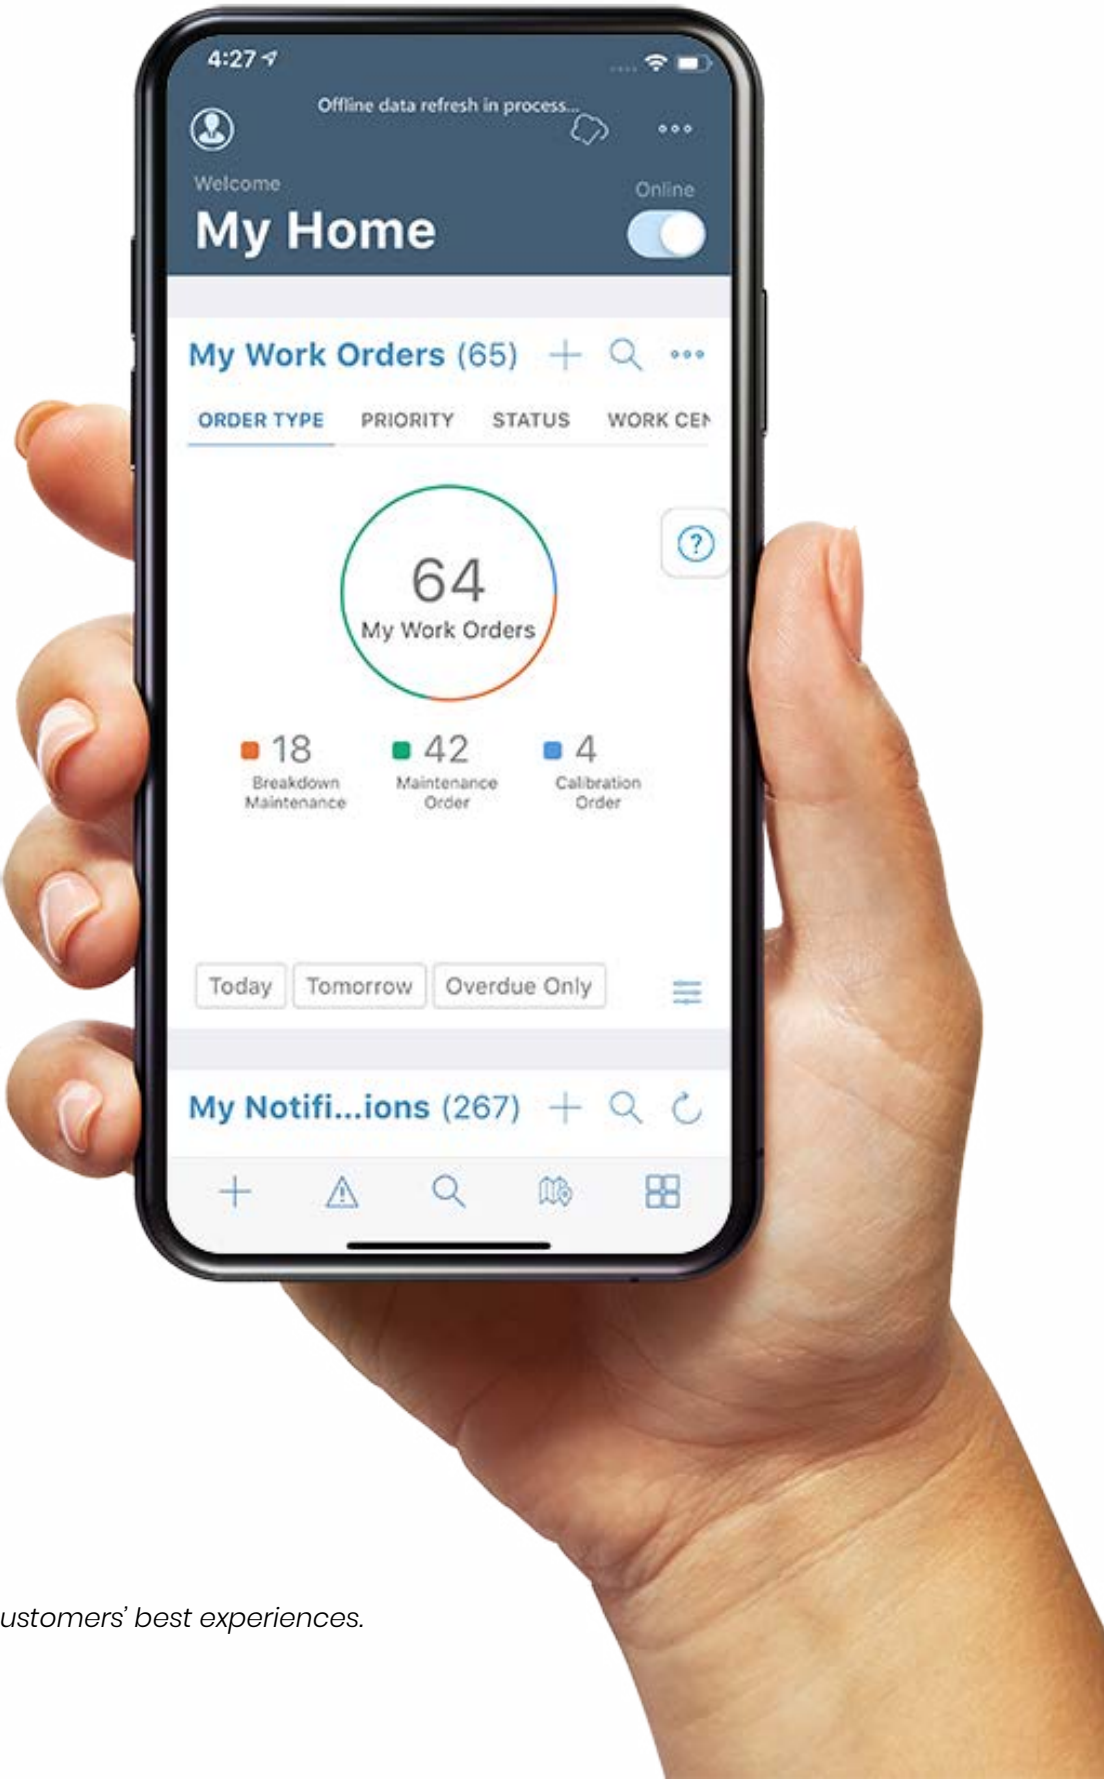 4:27
Offline data refresh in process...
Welcome
Online
My Home
My Work Orders (65)
ORDER TYPE PRIORITY STATUS WORK CEN
64
My Work Orders
18 42 4
Breakdown Maintenance Calibration
Maintenance Order Order
Today Tomorrow Overdue Only
My Notifi...ions (267)
ustomers’ best experiences.